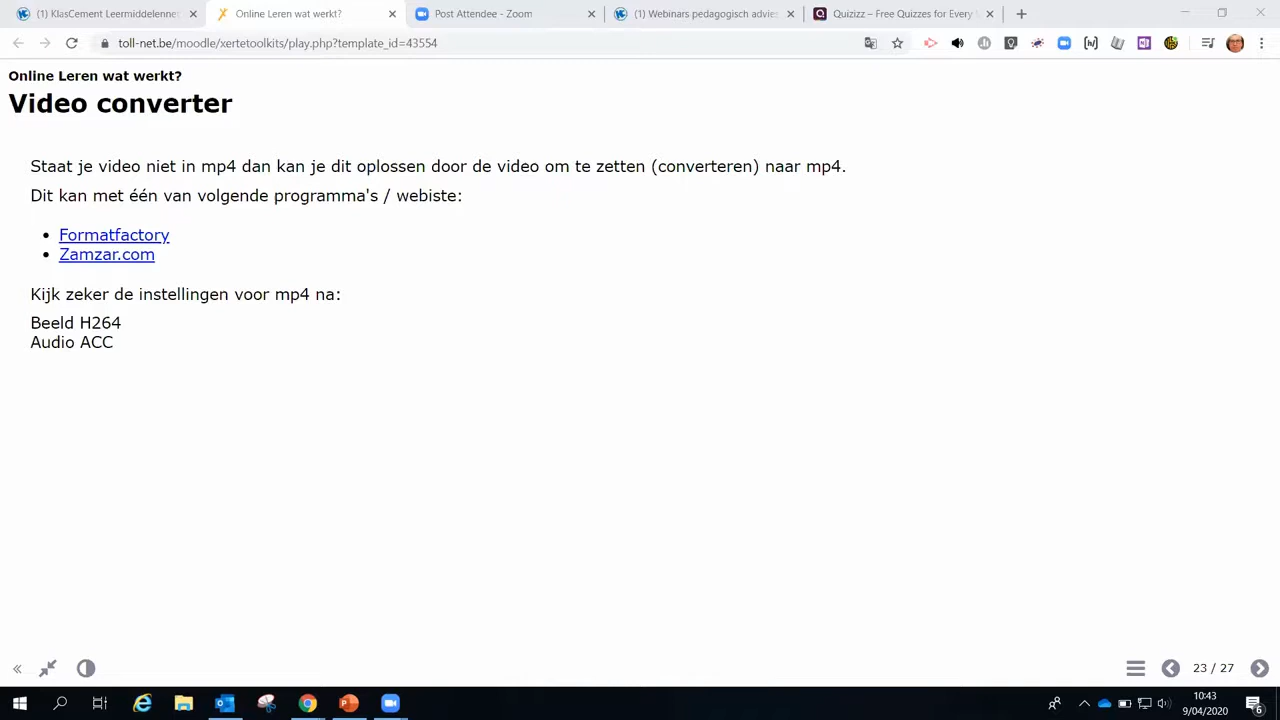 (1) KlasCement Leermiddelennet
Online Leren wat werkt?
Post Attendee - Zoom
(1) Webinars pedagogisch advies
Quizizz – Free Quizzes for Every
toll-net.be/moodle/xertetoolkits/play.php?template_id=43554
Online Leren wat werkt?
Video converter
Staat je video niet in mp4 dan kan je dit oplossen door de video om te zetten (converteren) naar mp4.
Dit kan met één van volgende programma's / webiste:
Formatfactory
Zamzar.com
Kijk zeker de instellingen voor mp4 na:
Beeld H264
Audio ACC
23 / 27
10:43
9/04/2020
6